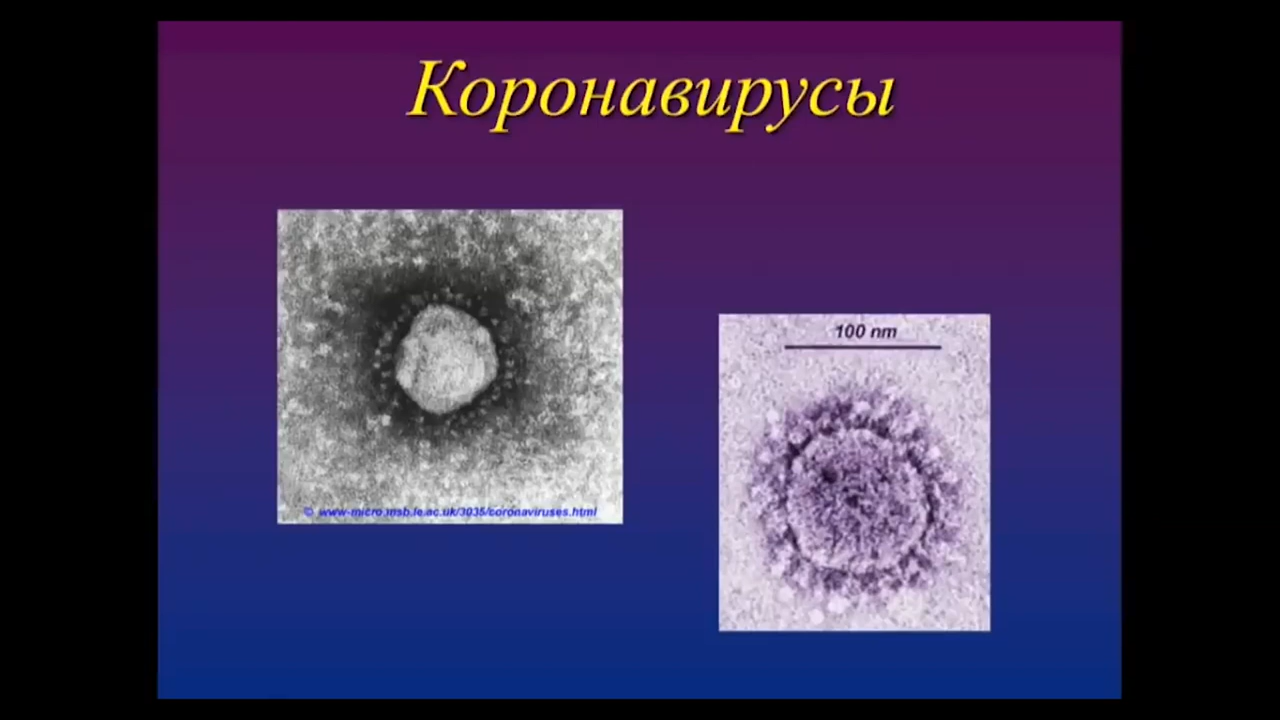 Коронавирусы
100 nm
© www-micro.msb.le.ac.uk/3035/coronaviruses.html